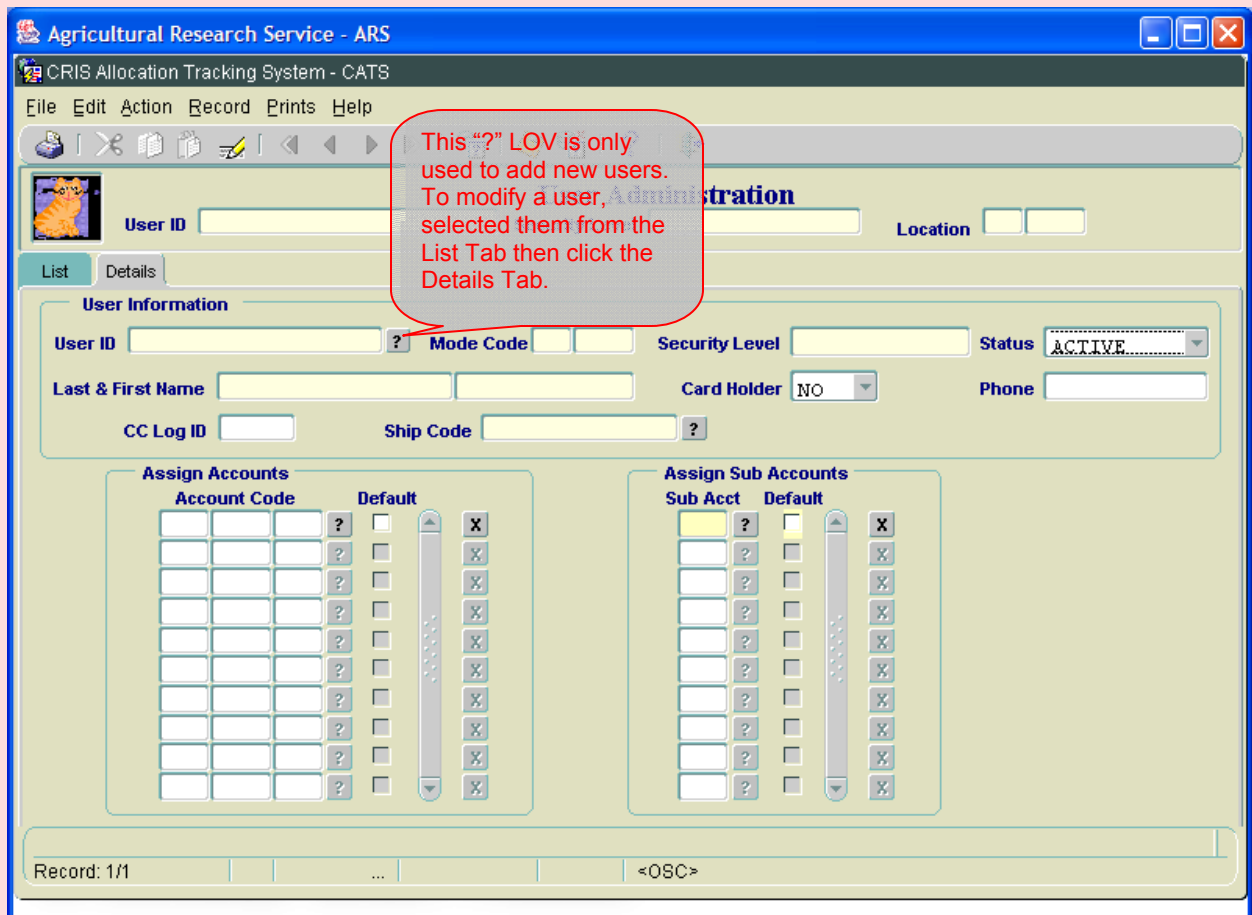 Agricultural Research Service - ARS
CRIS Allocation Tracking System - CATS
File Edit Action Record Prints Help
This “?” LOV is only
used to add new users.
To modify a user,
selected them from the
List Tab then click the
Details Tab.
User Administration
User ID
Location
List Details
User Information
User ID ? Mode Code Security Level Status ACTIVE
Last & First Name Card Holder NO Phone
CC Log ID Ship Code ?
Assign Accounts Assign Sub Accounts
Account Code Default Sub Acct Default
? X ? X
? X ? X
? X ? X
? X ? X
? X ? X
? X ? X
? X ? X
? X ? X
? X ? X
? X ? X
Record: 1/1 ... <OSC>